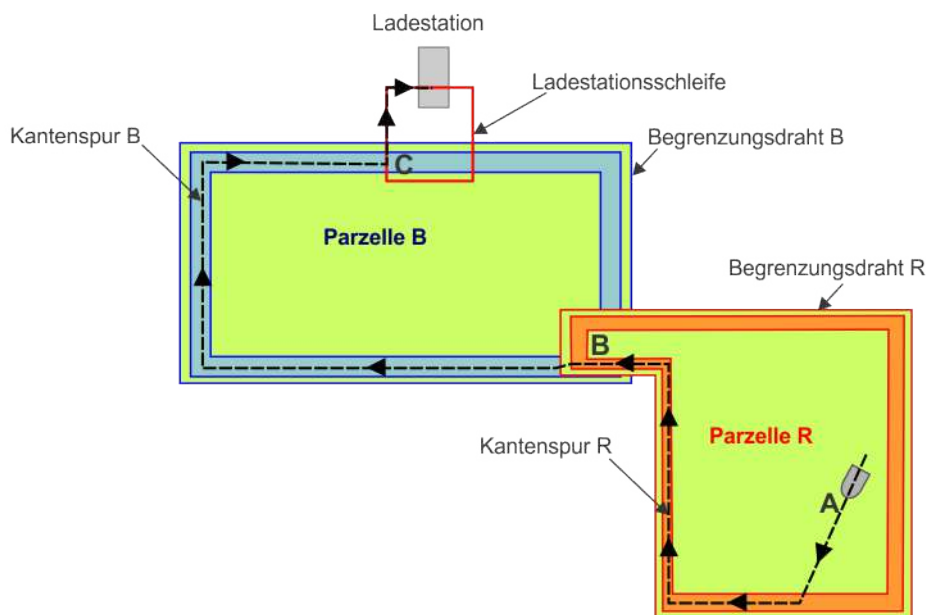 Ladestation
Ladestationsschleife
Kantenspur B
Begrenzungsdraht B
C
Parzelle B
Begrenzungsdraht R
B
Parzelle R
Kantenspur R
A